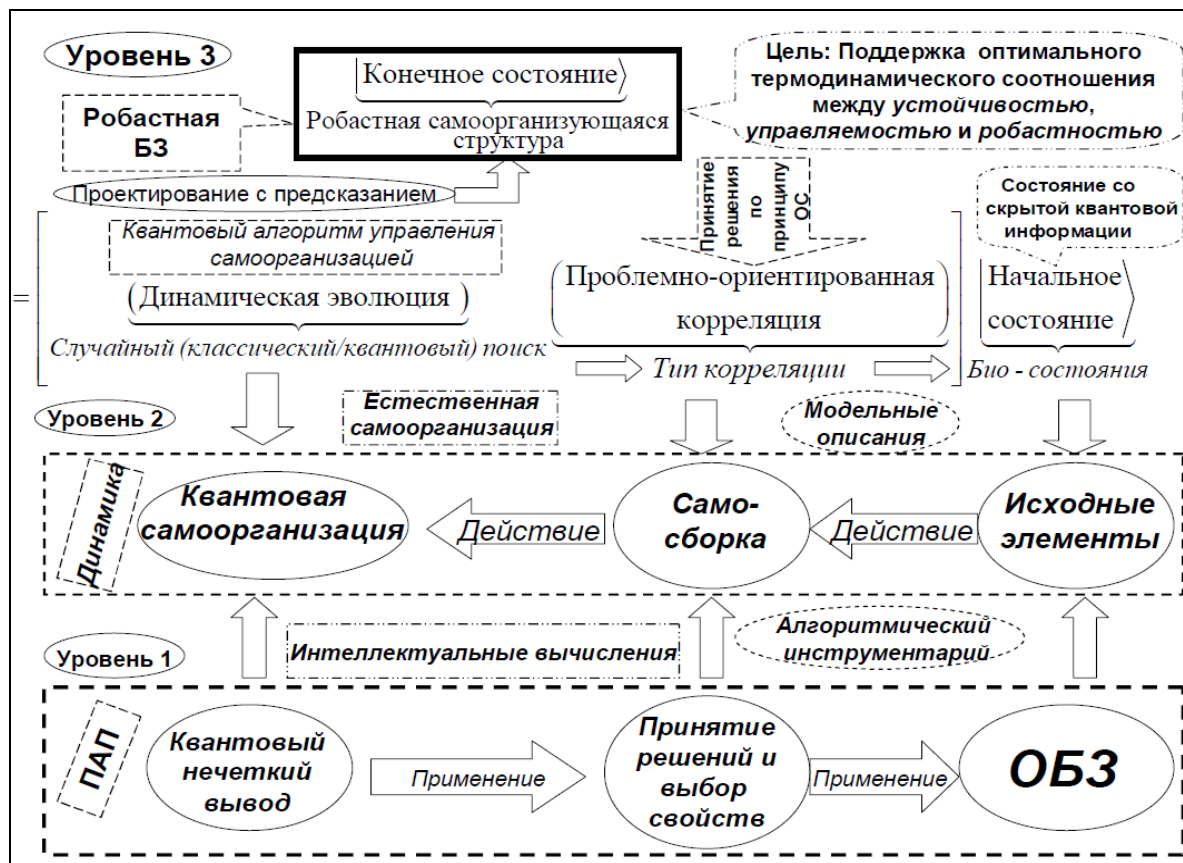 Уровень 3
|Конечное состояние⟩
Робастная самоорганизующаяся
структура
Цель: Поддержка оптимального
термодинамического соотношения
между устойчивостью,
управляемостью и робастностью
Робастная
БЗ
Проектирование с предсказанием
Принятие
решения
по
принципу
ОС
Состояние со
скрытой квантовой
информации
Квантовый алгоритм управления
самоорганизацией
=
(Динамическая эволюция)
Случайный (классический/квантовый) поиск
(Проблемно-ориентированная
корреляция)
Тип корреляции
|Начальное
состояние⟩
Био - состояния
Уровень 2
Естественная
самоорганизация
Модельные
описания
Динамика
Квантовая
самоорганизация
Действие
Само-
сборка
Действие
Исходные
элементы
Уровень 1
Интеллектуальные вычисления
Алгоритмический
инструментарий
ПАП
Квантовый
нечеткий
вывод
Применение
Принятие
решений и
выбор
свойств
Применение
ОБЗ